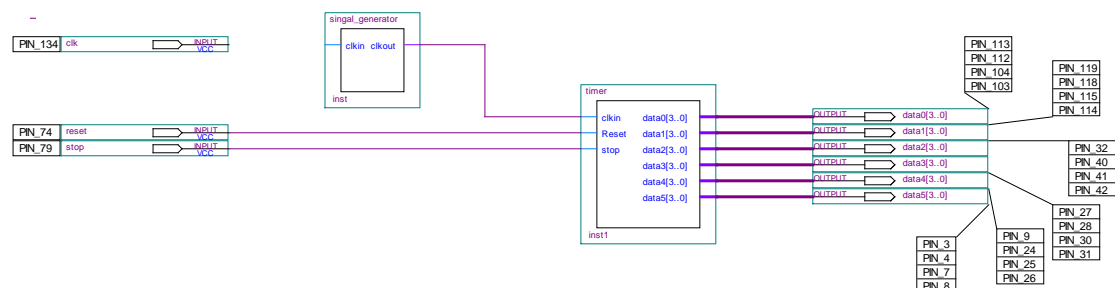 singal_generator
PIN_134 clk INPUT VCC
clkin clkout
inst
PIN_113
PIN_112
PIN_104
PIN_103
PIN_119
PIN_118
PIN_115
PIN_114
timer
clkin data0[3..0]
Reset data1[3..0]
stop data2[3..0]
data3[3..0]
data4[3..0]
data5[3..0]
inst1
PIN_74 reset INPUT VCC
PIN_79 stop INPUT VCC
OUTPUT data0[3..0]
OUTPUT data1[3..0]
OUTPUT data2[3..0]
OUTPUT data3[3..0]
OUTPUT data4[3..0]
OUTPUT data5[3..0]
PIN_32
PIN_40
PIN_41
PIN_42
PIN_27
PIN_28
PIN_30
PIN_31
PIN_9
PIN_24
PIN_25
PIN_26
PIN_3
PIN_4
PIN_7
PIN_8